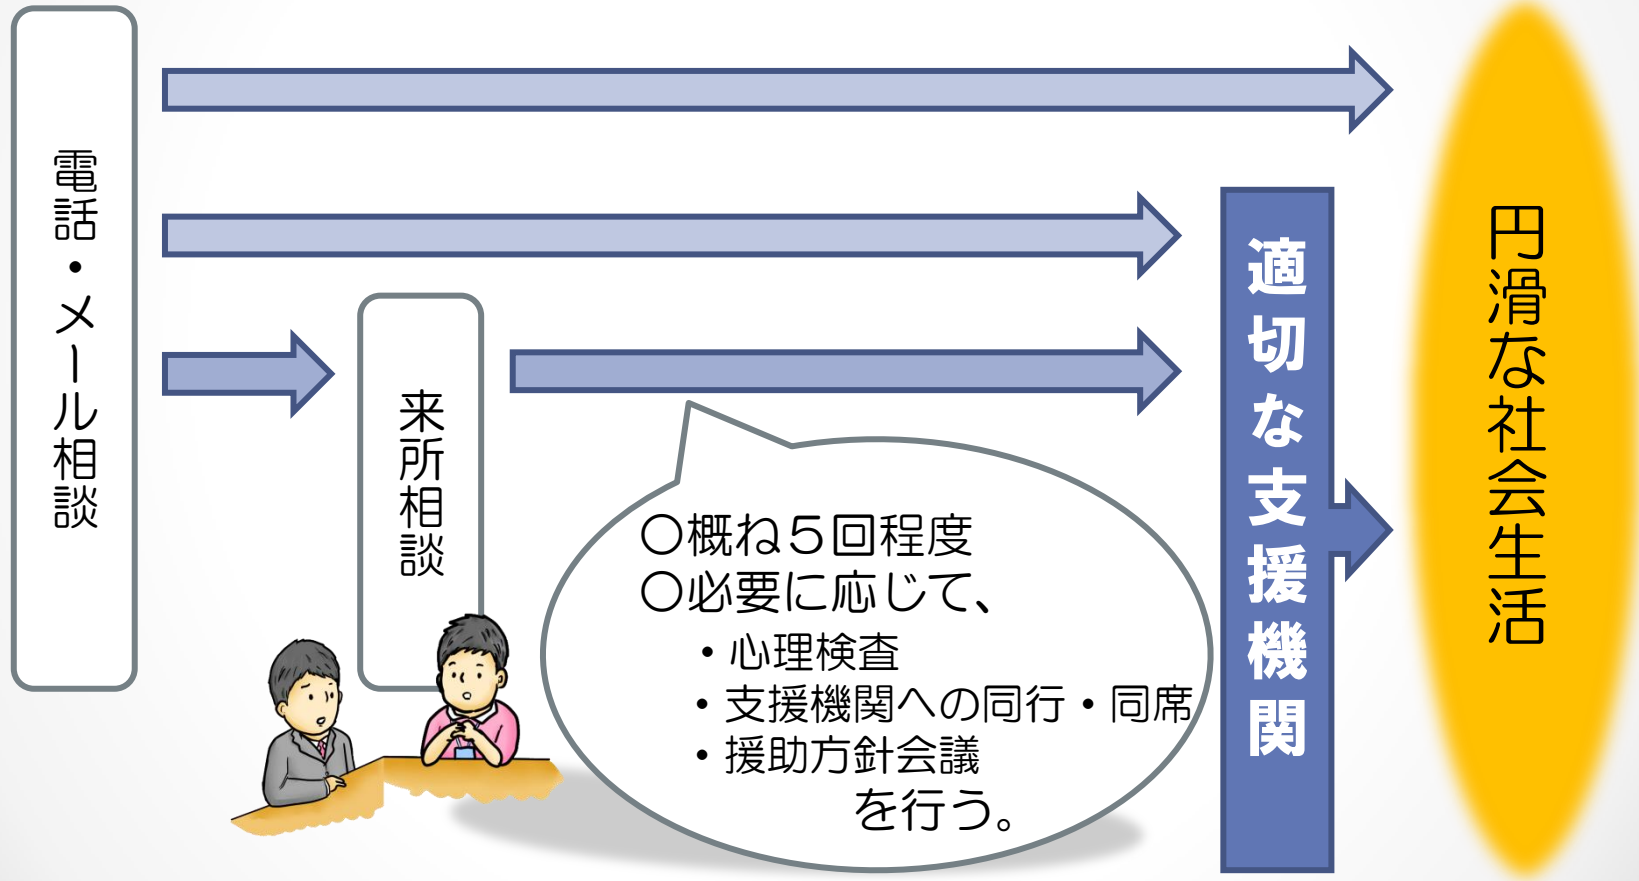 電話・メール相談
来所相談
〇概ね５回程度
〇必要に応じて、
・心理検査
・支援機関への同行・同席
・援助方針会議
を行う。
適切な支援機関
円滑な社会生活